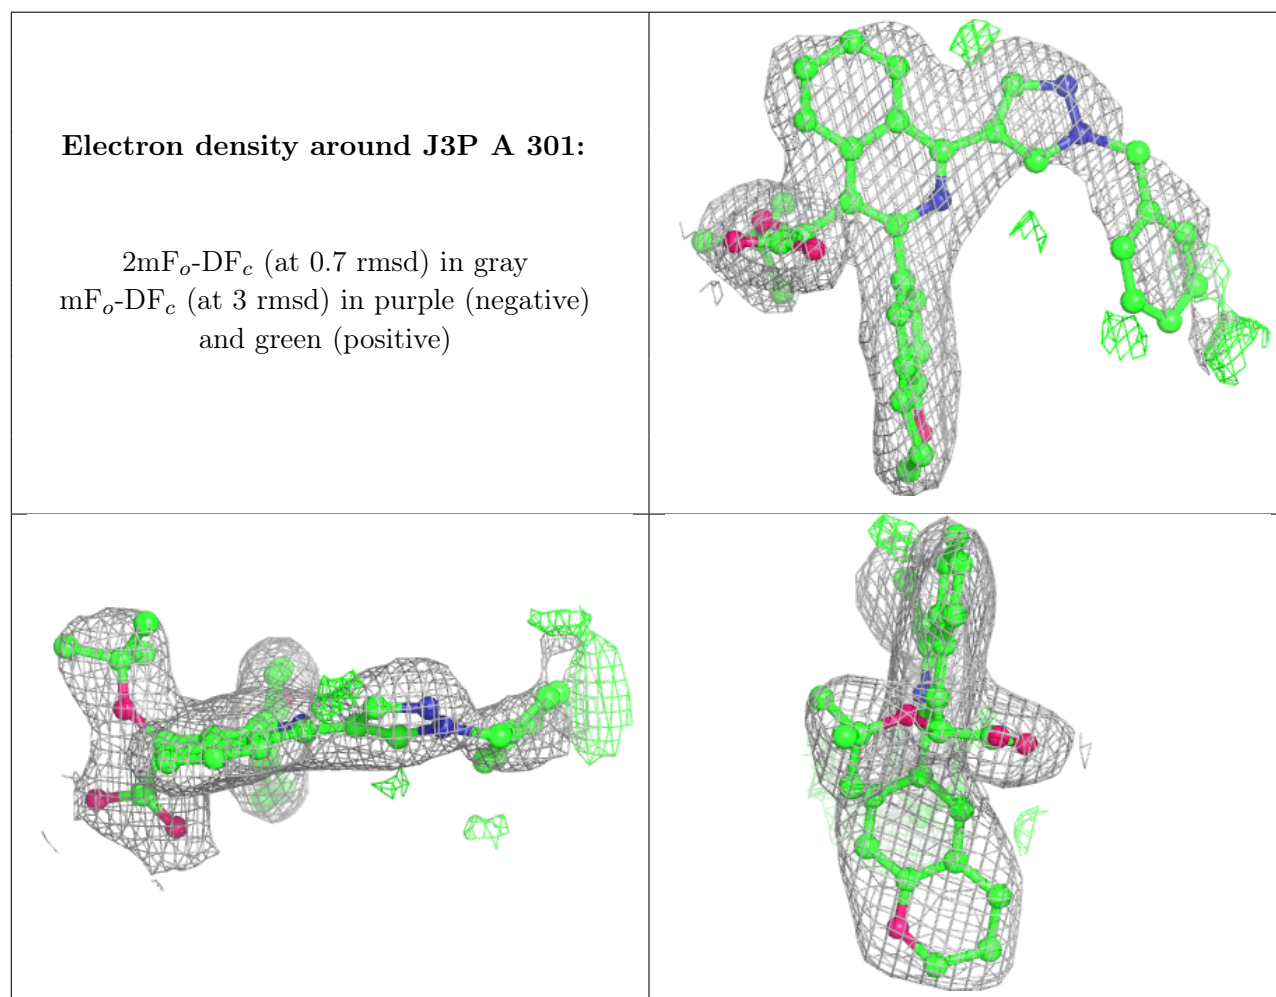 Electron density around J3P A 301:
2mFo-DFc (at 0.7 rmsd) in gray
mFo-DFc (at 3 rmsd) in purple (negative)
and green (positive)